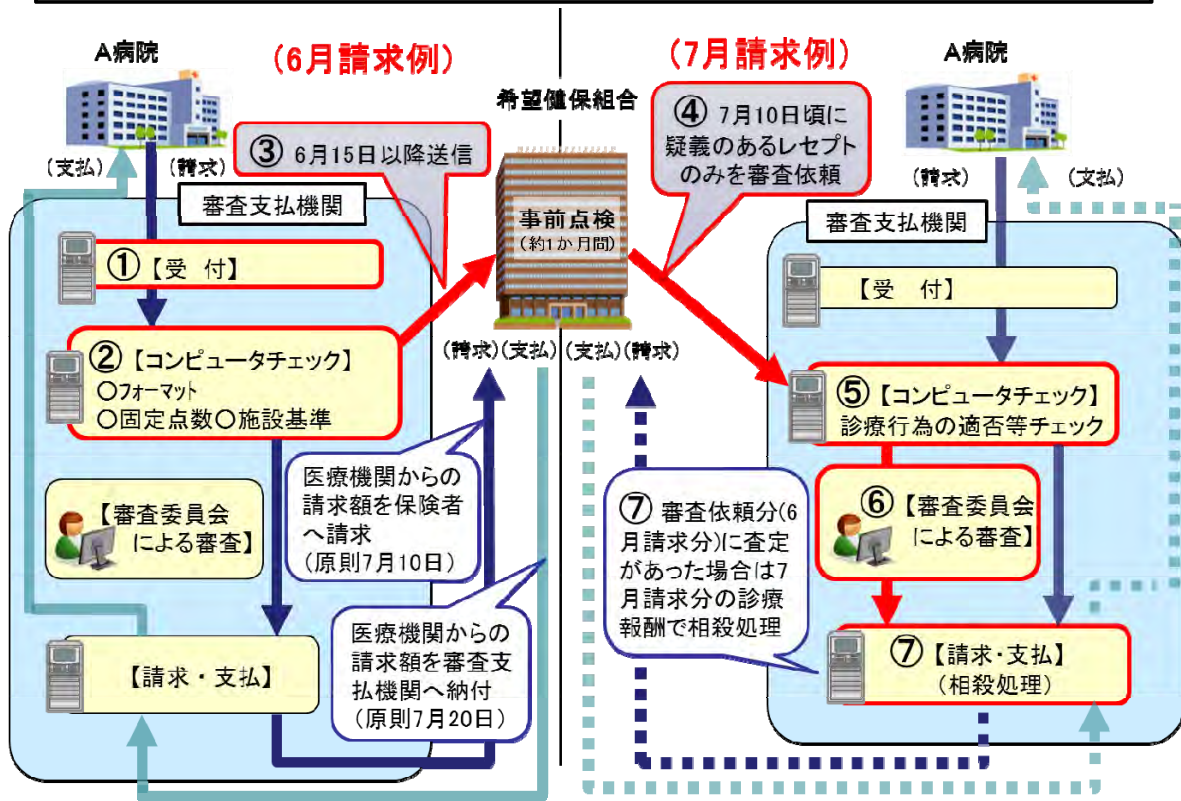 A病院
(6月請求例)
(支払)
(請求)
審査支払機関
①【受 付】
②【コンピュータチェック】
○フォーマット
○固定点数○施設基準
【審査委員会
による審査】
【請求・支払】
③ 6月15日以降送信
希望健保組合
事前点検
(約1か月間)
(請求)(支払)
(支払)(請求)
医療機関からの
請求額を保険者
へ請求
(原則7月10日)
医療機関からの
請求額を審査支
払機関へ納付
(原則7月20日)
(7月請求例)
④ 7月10日頃に
疑義のあるレセプト
のみを審査依頼
A病院
(請求)
(支払)
審査支払機関
【受 付】
⑤【コンピュータチェック】
診療行為の適否等チェック
⑥【審査委員会
による審査】
⑦ 審査依頼分(6
月請求分)に査定
があった場合は7
月請求分の診療
報酬で相殺処理
⑦【請求・支払】
(相殺処理)